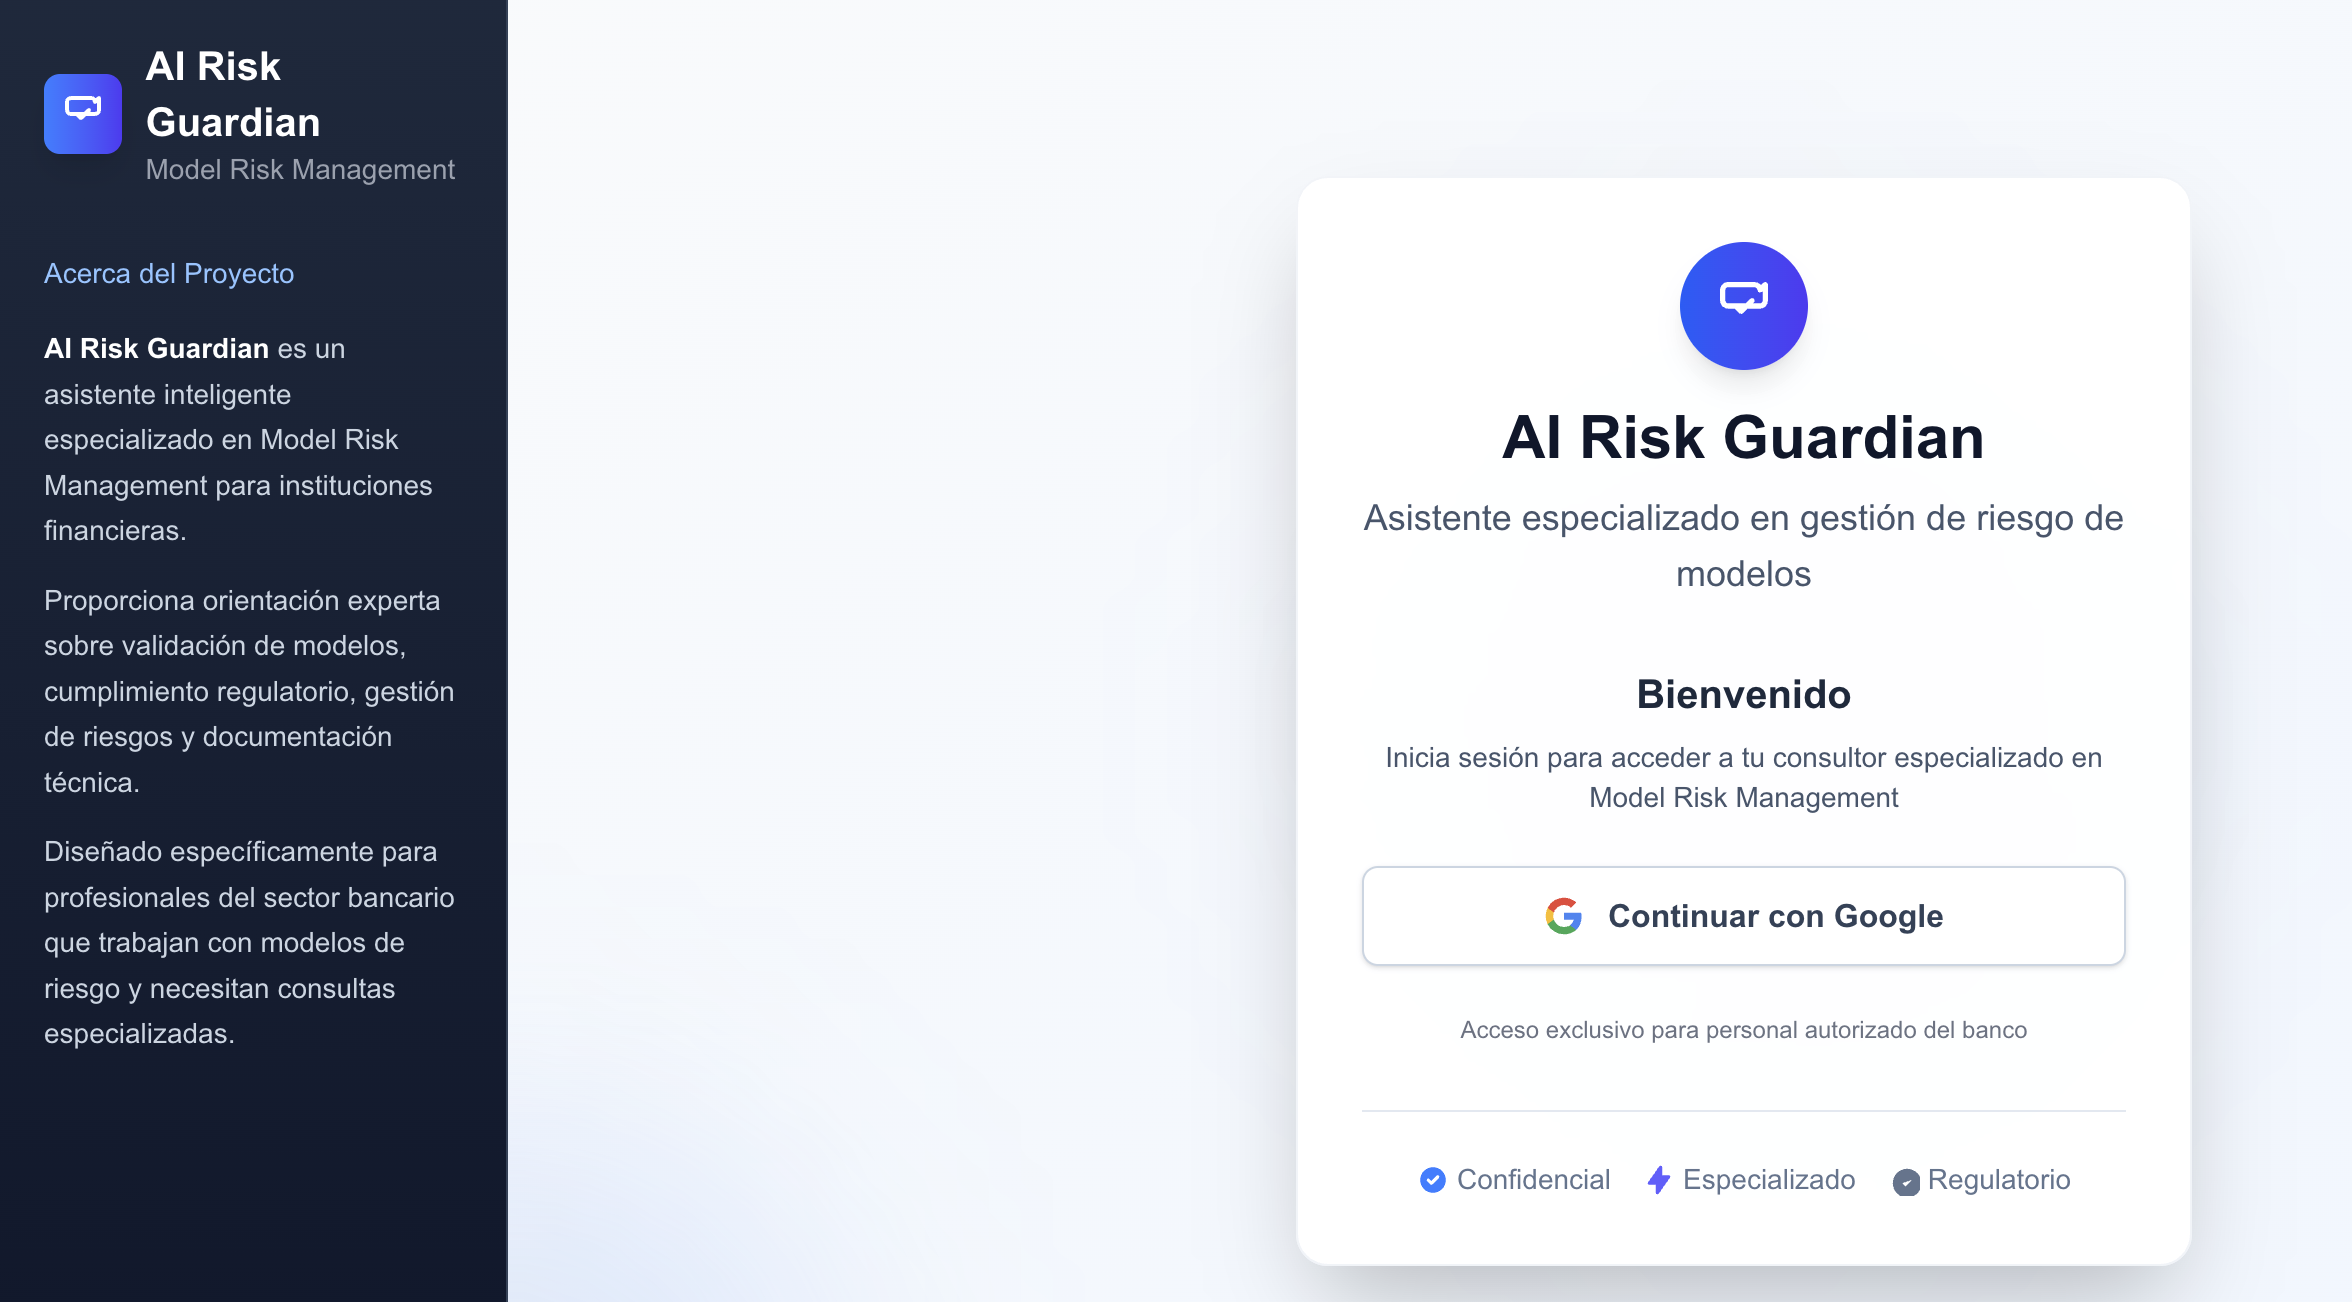 AI Risk
Guardian
Model Risk Management
Acerca del Proyecto
AI Risk Guardian es un
asistente inteligente
especializado en Model Risk
Management para instituciones
financieras.
Proporciona orientación experta
sobre validación de modelos,
cumplimiento regulatorio, gestión
de riesgos y documentación
técnica.
Diseñado específicamente para
profesionales del sector bancario
que trabajan con modelos de
riesgo y necesitan consultas
especializadas.
AI Risk Guardian
Asistente especializado en gestión de riesgo de
modelos
Bienvenido
Inicia sesión para acceder a tu consultor especializado en
Model Risk Management
Continuar con Google
Acceso exclusivo para personal autorizado del banco
Confidencial Especializado Regulatorio